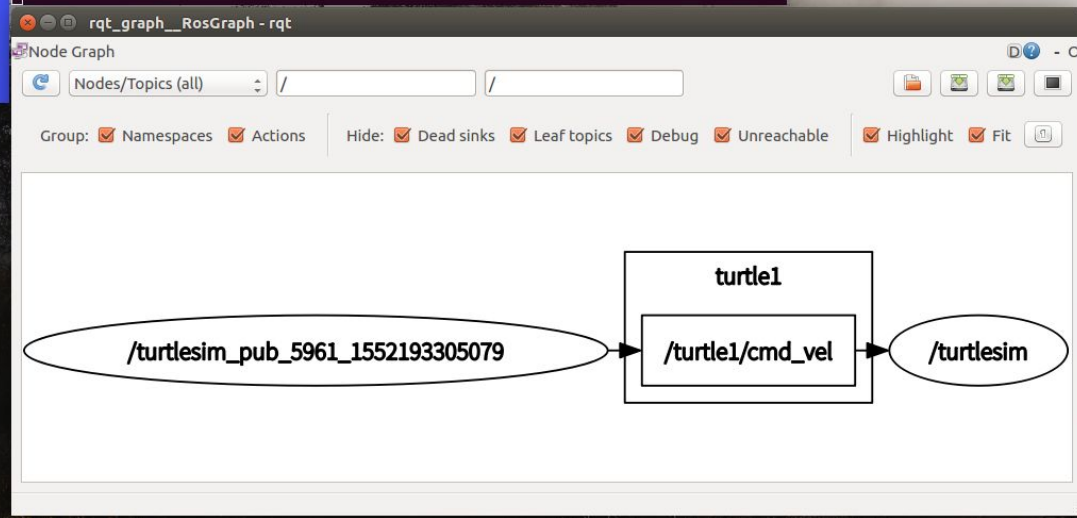 rqt_graph__RosGraph - rqt
Node Graph
D
- O
Nodes/Topics (all)
/
/
Group: Namespaces Actions Hide: Dead sinks Leaf topics Debug Unreachable Highlight Fit
turtle1
/turtlesim_pub_5961_1552193305079
/turtle1/cmd_vel
/turtlesim